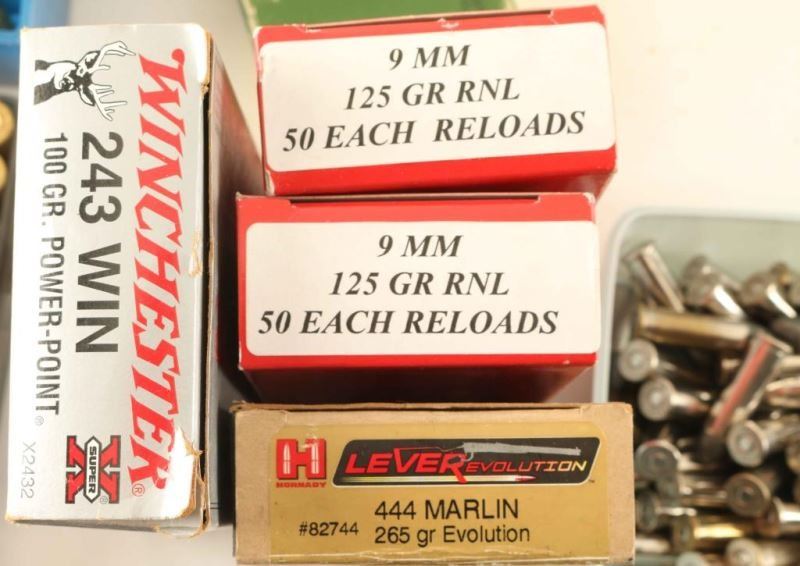 WINCHESTER®
243 WIN
100 GR. POWER-POINT®
SUPER
X®
X2432
9 MM
125 GR RNL
50 EACH RELOADS
9 MM
125 GR RNL
50 EACH RELOADS
H
HORNADY
LEVEREVOLUTION
444 MARLIN
#82744 265 gr Evolution